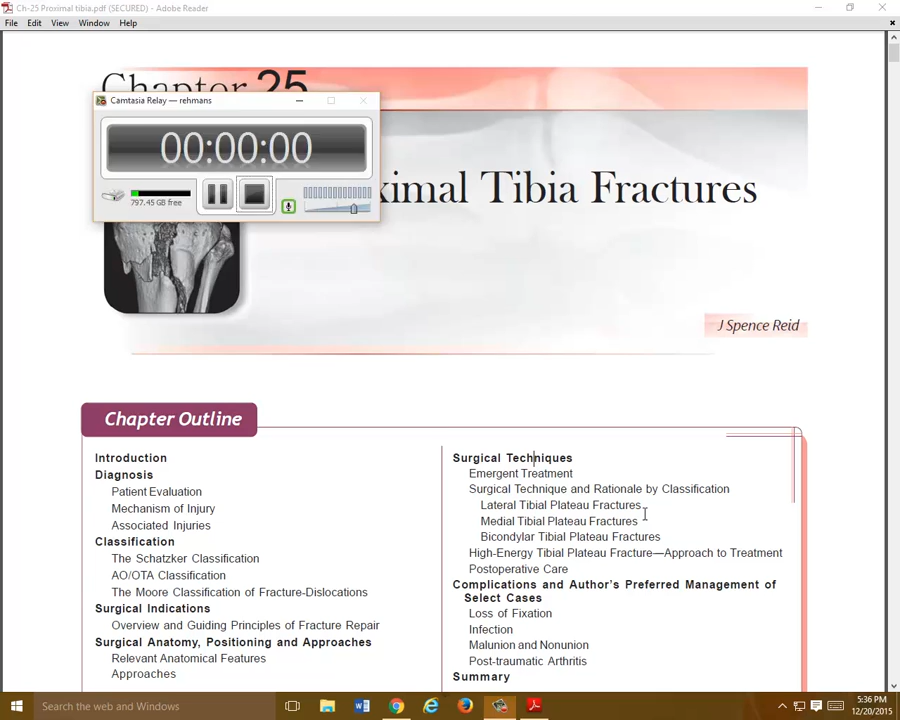 Ch-25 Proximal tibia.pdf (SECURED) - Adobe Reader
File Edit View Window Help
Chapter 25
Camtasia Relay — rehmans
00:00:00
797.45 GB free
ximal Tibia Fractures
J Spence Reid
Chapter Outline
Introduction
Diagnosis
Patient Evaluation
Mechanism of Injury
Associated Injuries
Classification
The Schatzker Classification
AO/OTA Classification
The Moore Classification of Fracture-Dislocations
Surgical Indications
Overview and Guiding Principles of Fracture Repair
Surgical Anatomy, Positioning and Approaches
Relevant Anatomical Features
Approaches
Surgical Techniques
Emergent Treatment
Surgical Technique and Rationale by Classification
Lateral Tibial Plateau Fractures
Medial Tibial Plateau Fractures
Bicondylar Tibial Plateau Fractures
High-Energy Tibial Plateau Fracture—Approach to Treatment
Postoperative Care
Complications and Author's Preferred Management of
Select Cases
Loss of Fixation
Infection
Malunion and Nonunion
Post-traumatic Arthritis
Summary
Search the web and Windows
5:36 PM
12/20/2015